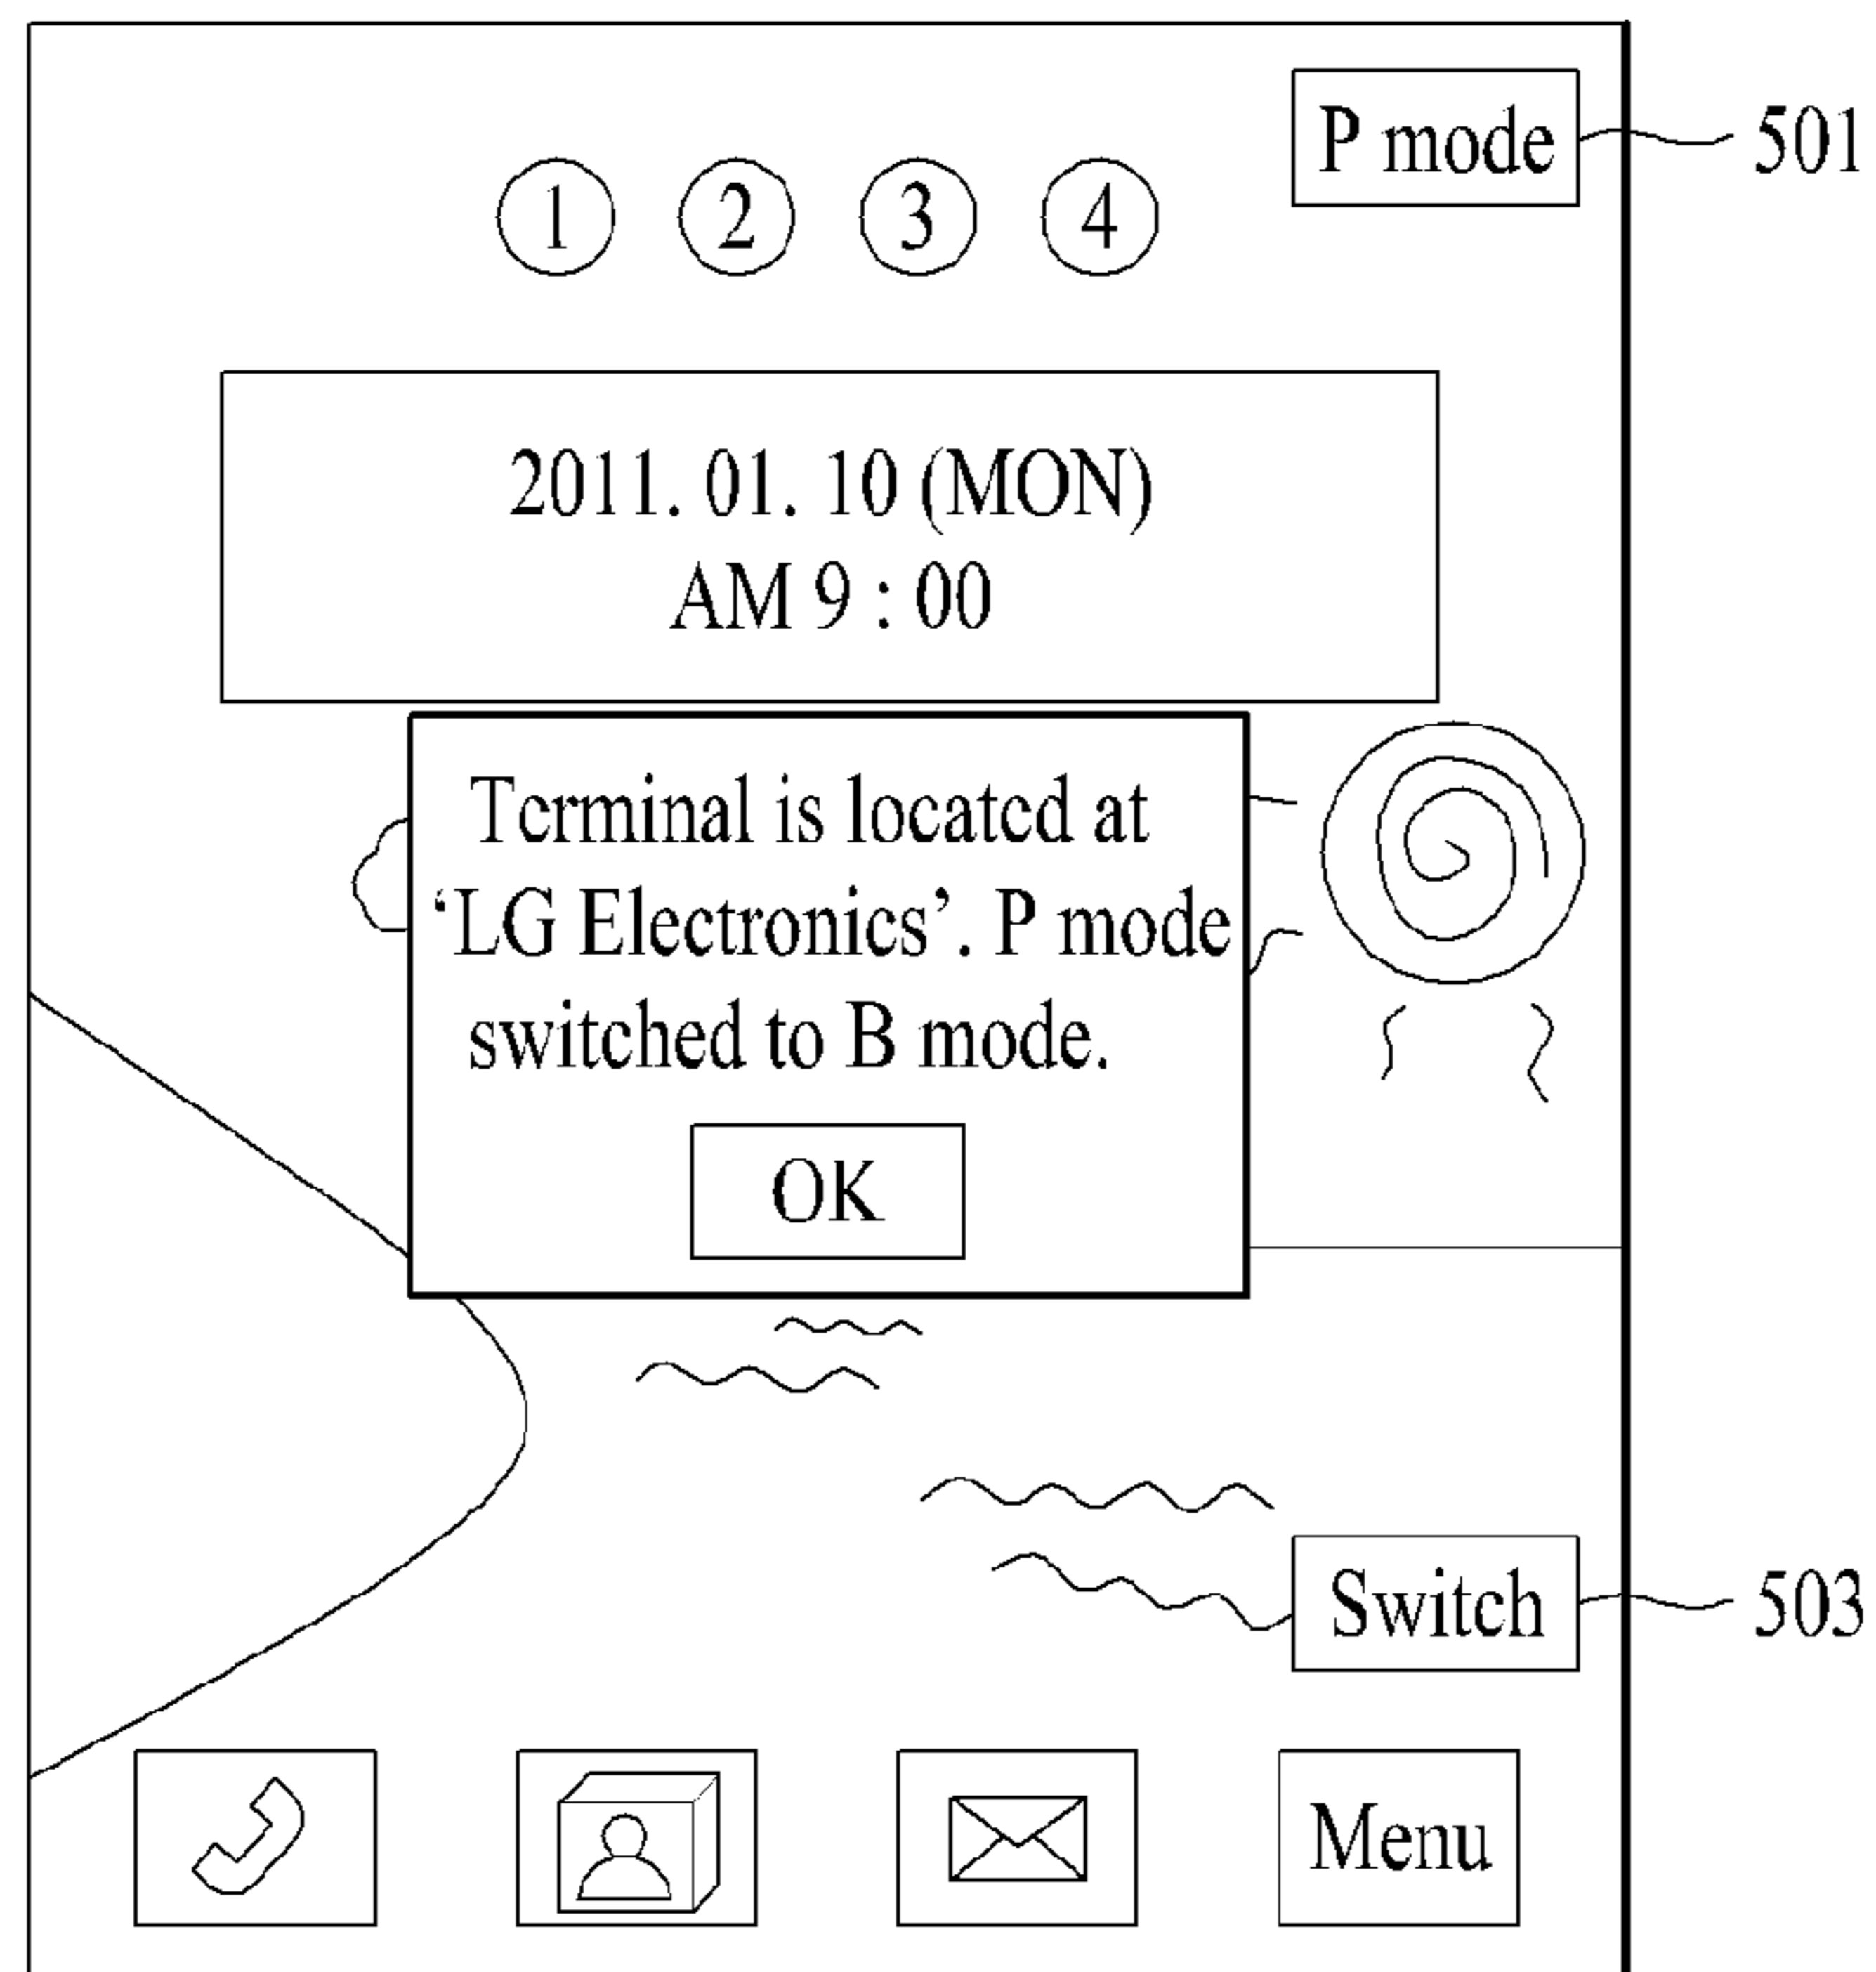 P mode
501
1 2 3 4
2011. 01. 10 (MON)
AM 9 : 00
Terminal is located at
‘LG Electronics’. P mode
switched to B mode.
OK
Switch
503
Menu